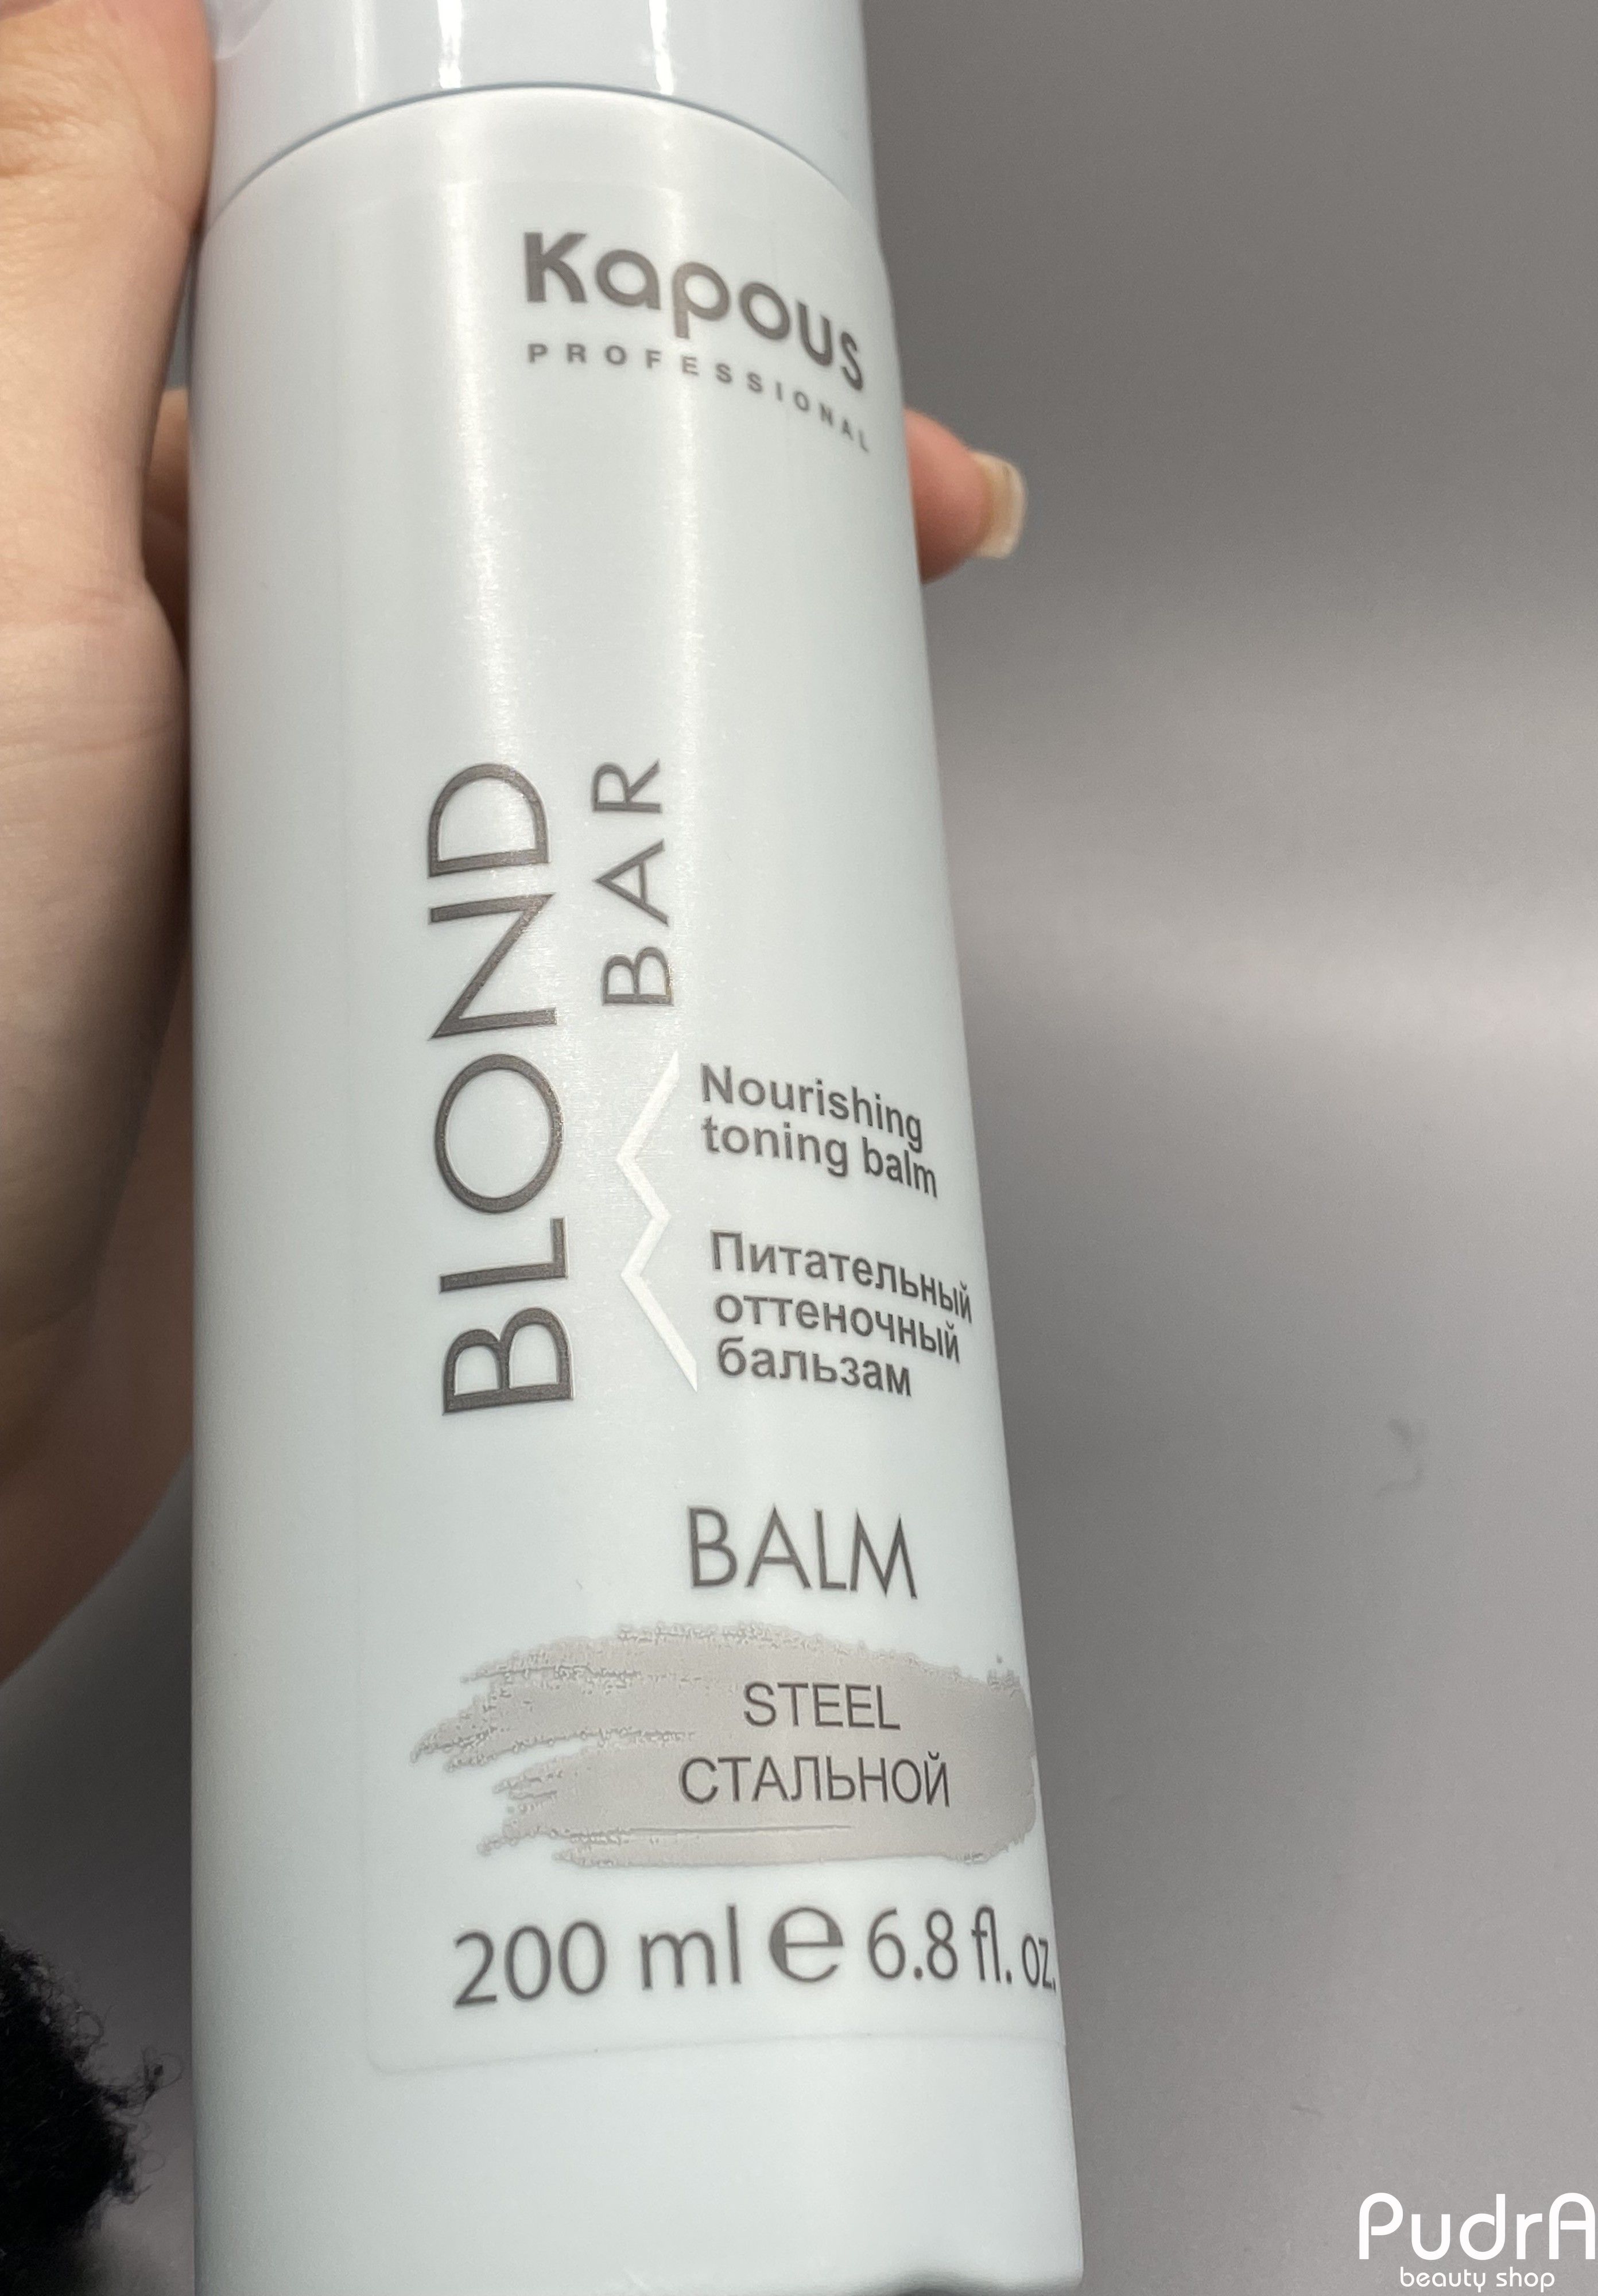 Kapous
PROFESSIONAL
BLOND
BAR
Nourishing
toning balm
Питательный
оттеночный
бальзам
BALM
STEEL
СТАЛЬНОЙ
200 ml e 6.8 fl. oz.
PudrA
beauty shop